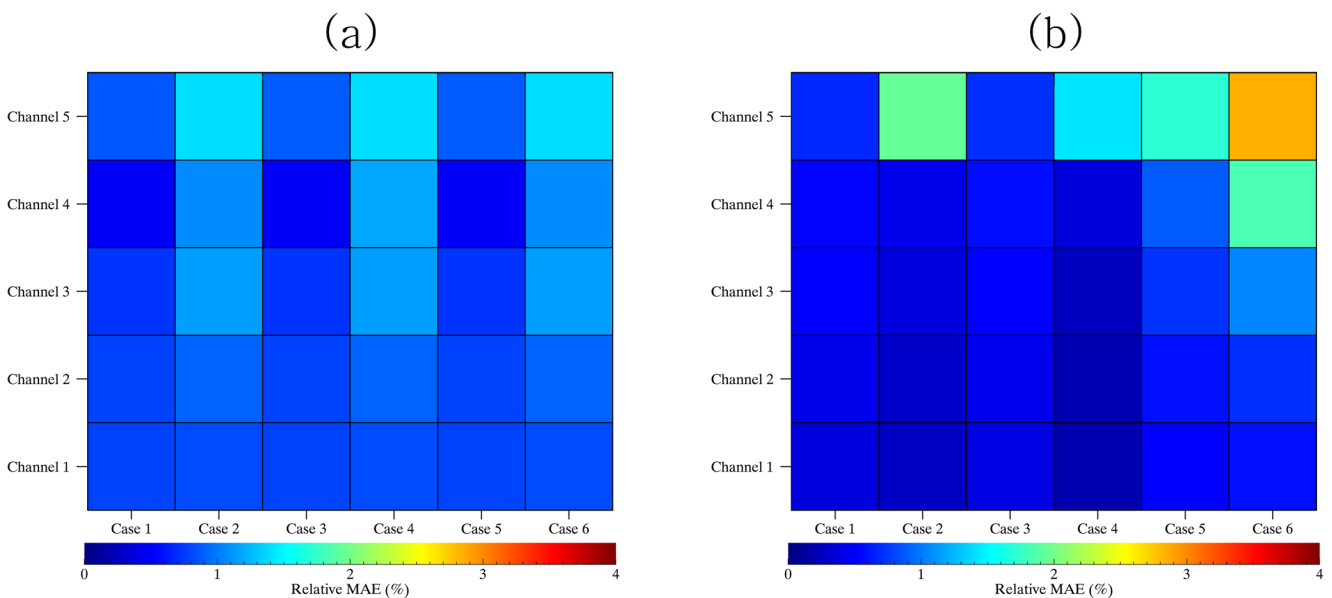 (a)
Channel 5
Channel 4
Channel 3
Channel 2
Channel 1
Case 1 Case 2 Case 3 Case 4 Case 5 Case 6
0 1 2 3 4
Relative MAE (%)
(b)
Channel 5
Channel 4
Channel 3
Channel 2
Channel 1
Case 1 Case 2 Case 3 Case 4 Case 5 Case 6
0 1 2 3 4
Relative MAE (%)